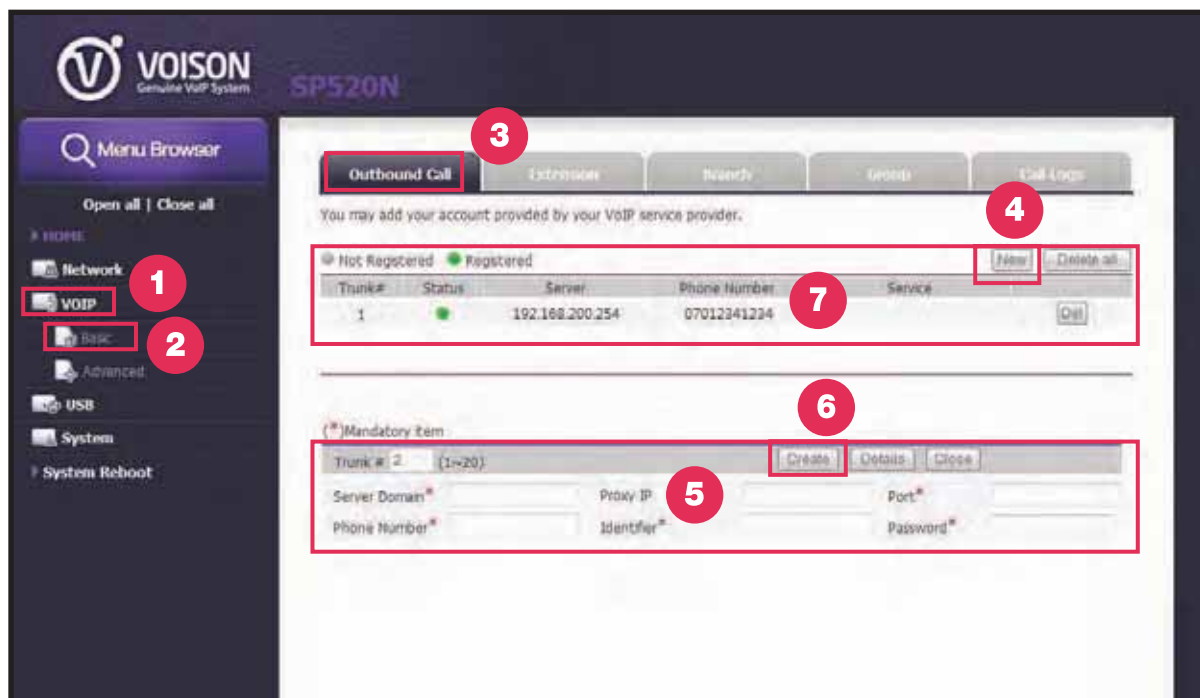 VOISON
Genuine VoIP System
SP520N
Menu Browser
Open all | Close all
HOME
Network
VOIP
Basic
Advanced
USB
System
System Reboot
1
2
3
Outbound Call Extension Branch Group Call Logs
4
You may add your account provided by your VoIP service provider.
Not Registered Registered New Delete all
Trunk# Status Server Phone Number Service
7
1 192.168.200.254 07012341234 Del
6
(*)Mandatory item
Trunk # 2 (1~20) Create Details Close
5
Server Domain* Proxy IP Port*
Phone Number* Identifier* Password*